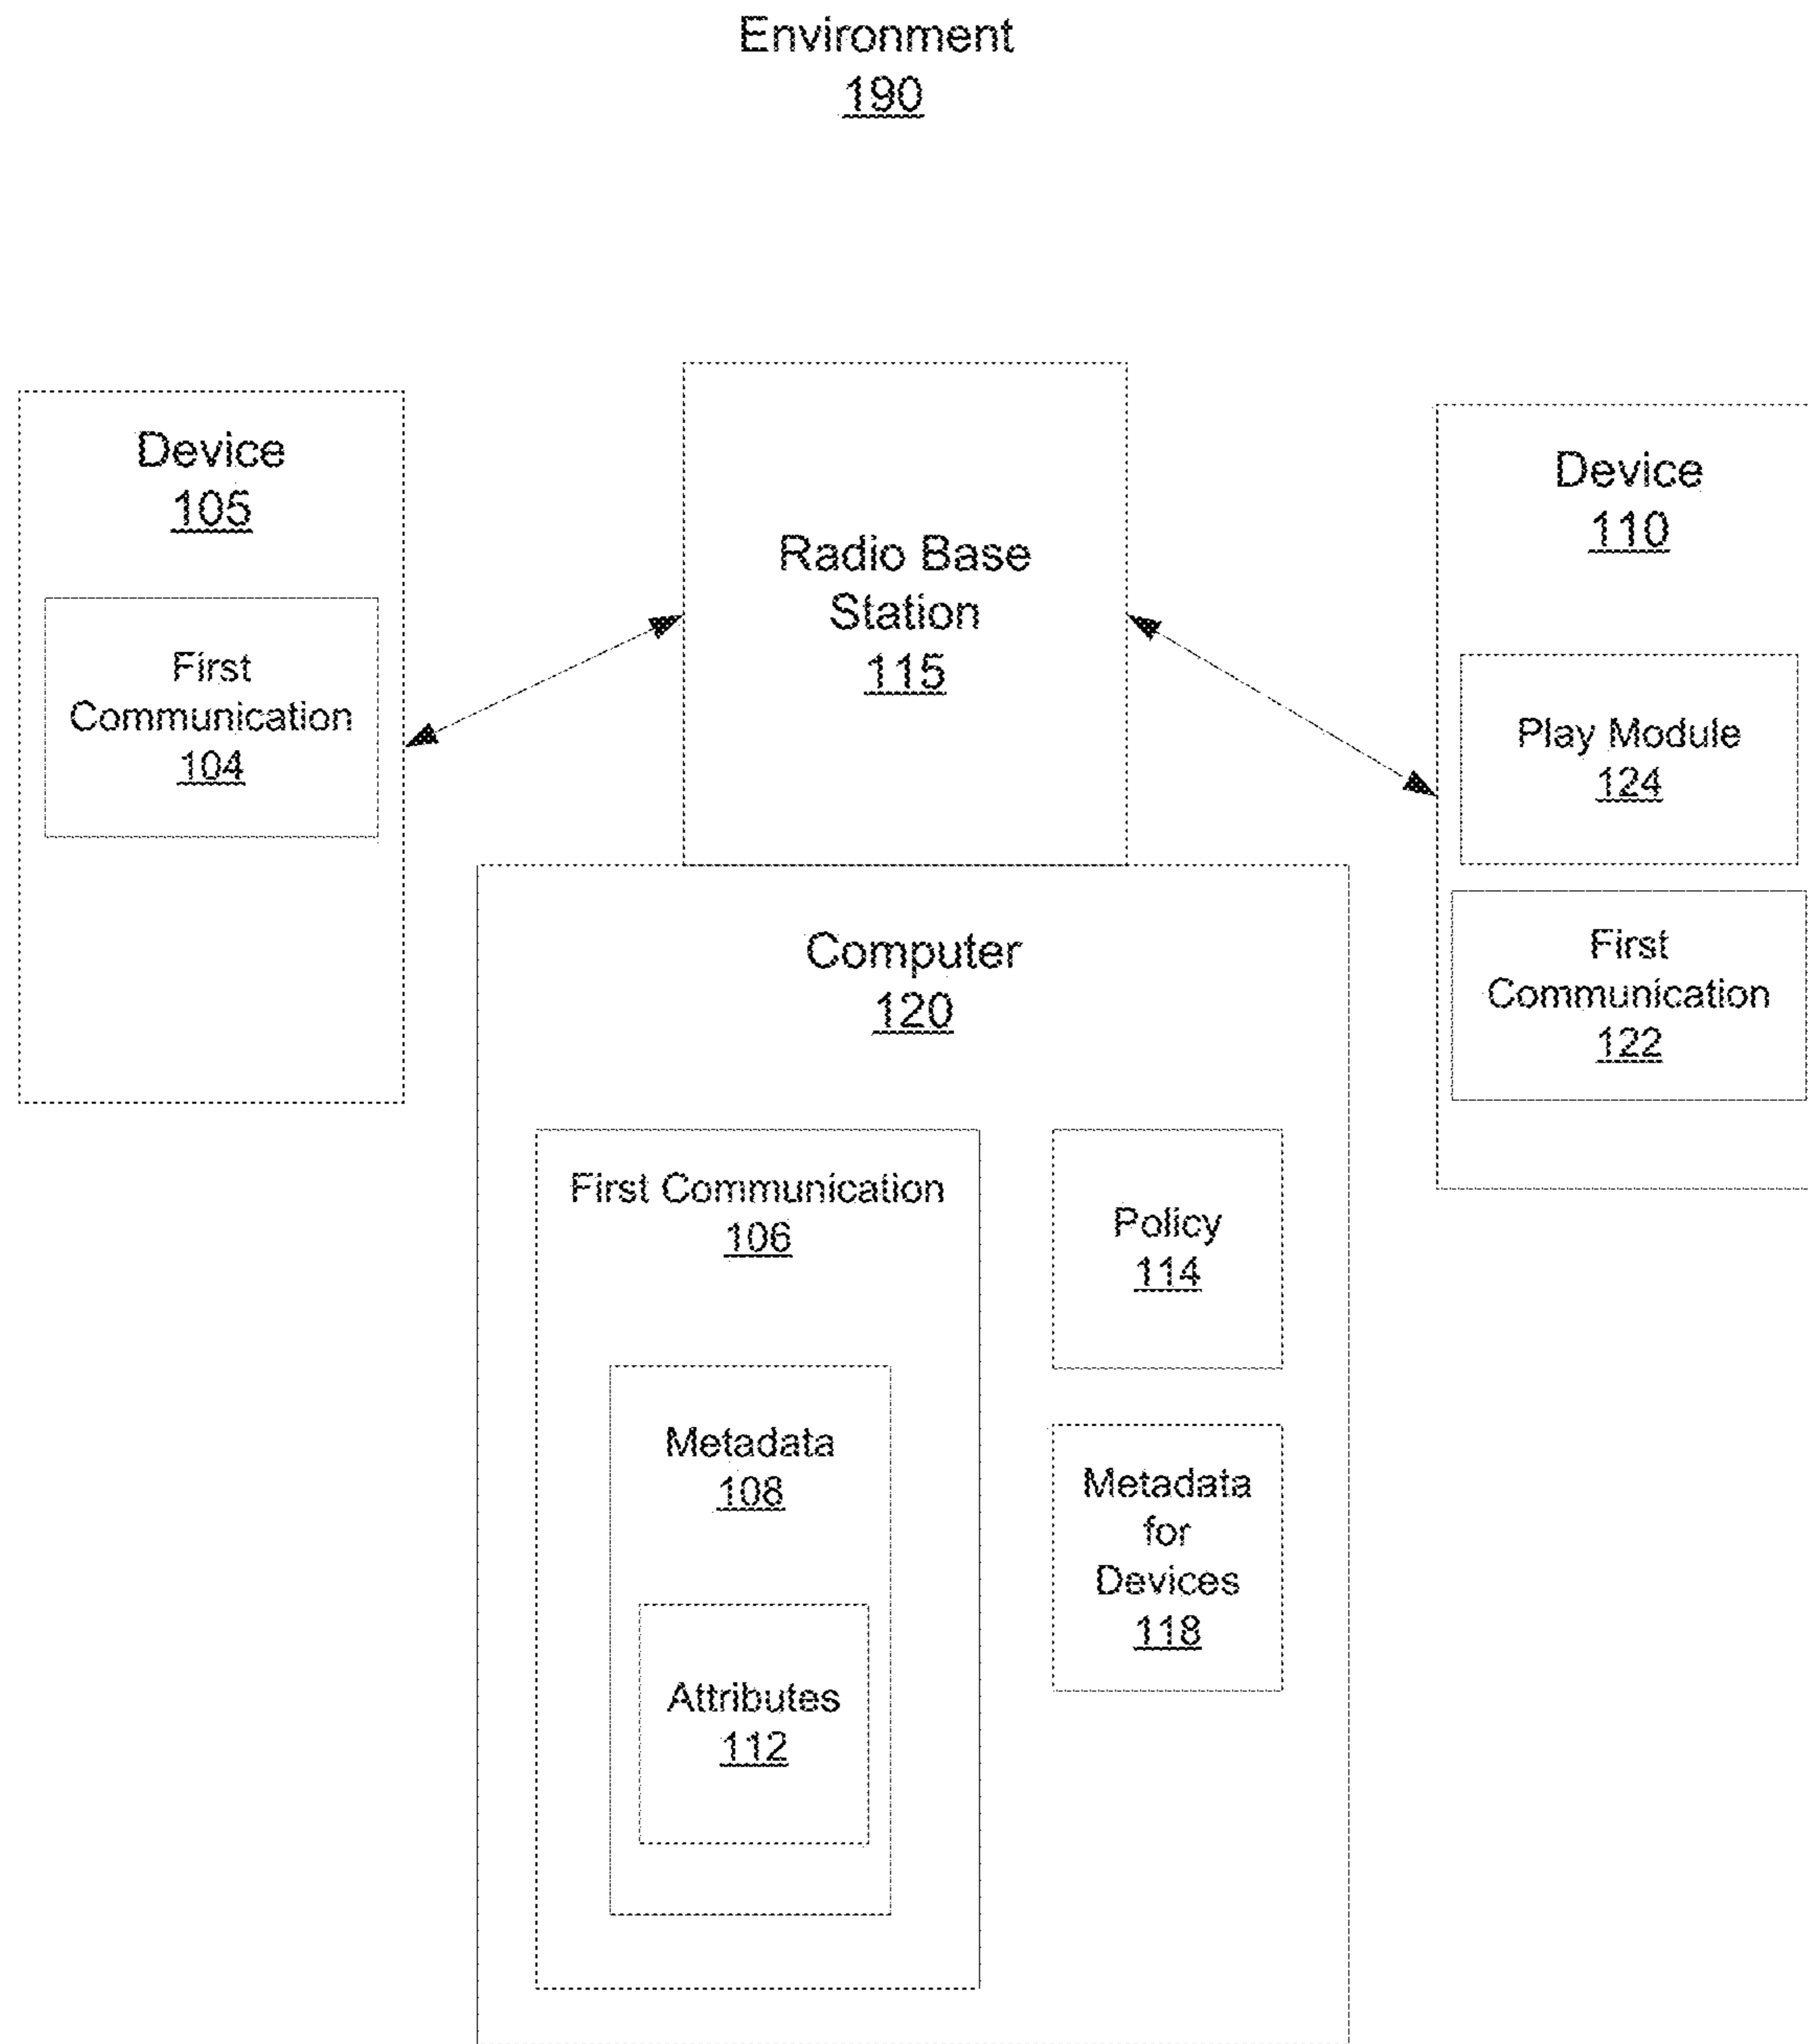 Environment
190
Device
105
First
Communication
104
Radio Base
Station
115
Device
110
Play Module
124
First
Communication
122
Computer
120
First Communication
106
Metadata
108
Attributes
112
Policy
114
Metadata
for
Devices
118